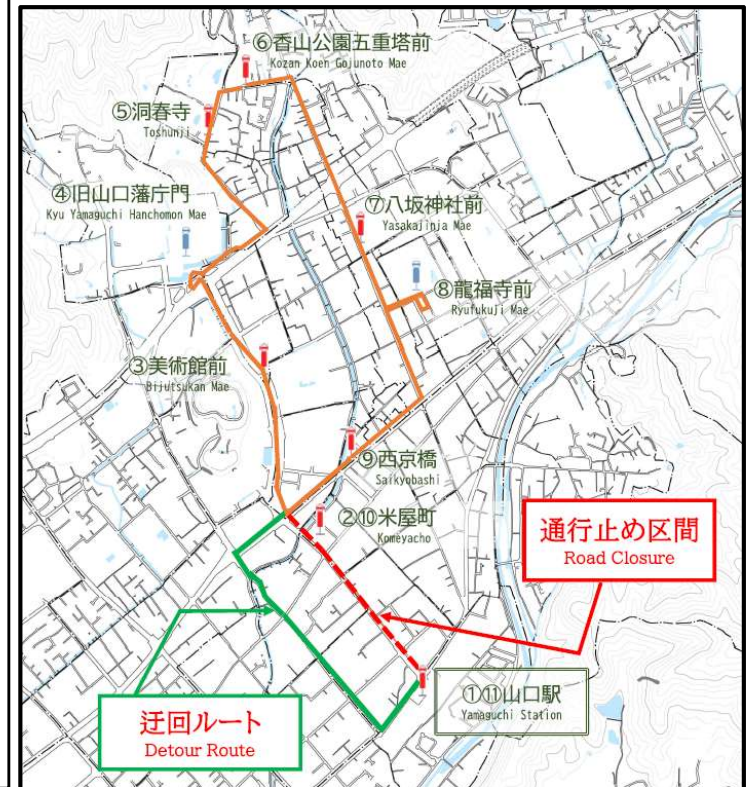 ⑥香山公園五重塔前
Kozan Koen Gojunoto Mae
⑤洞春寺
Toshunji
④旧山口藩庁門
Kyu Yamaguchi Hanchomon Mae
⑦八坂神社前
Yasakajinja Mae
⑧龍福寺前
Ryufukuji Mae
③美術館前
Bijutsukan Mae
⑨西京橋
Saikyobashi
②⑩米屋町
Komeyacho
通行止め区間
Road Closure
①⑪山口駅
Yamaguchi Station
迂回ルート
Detour Route